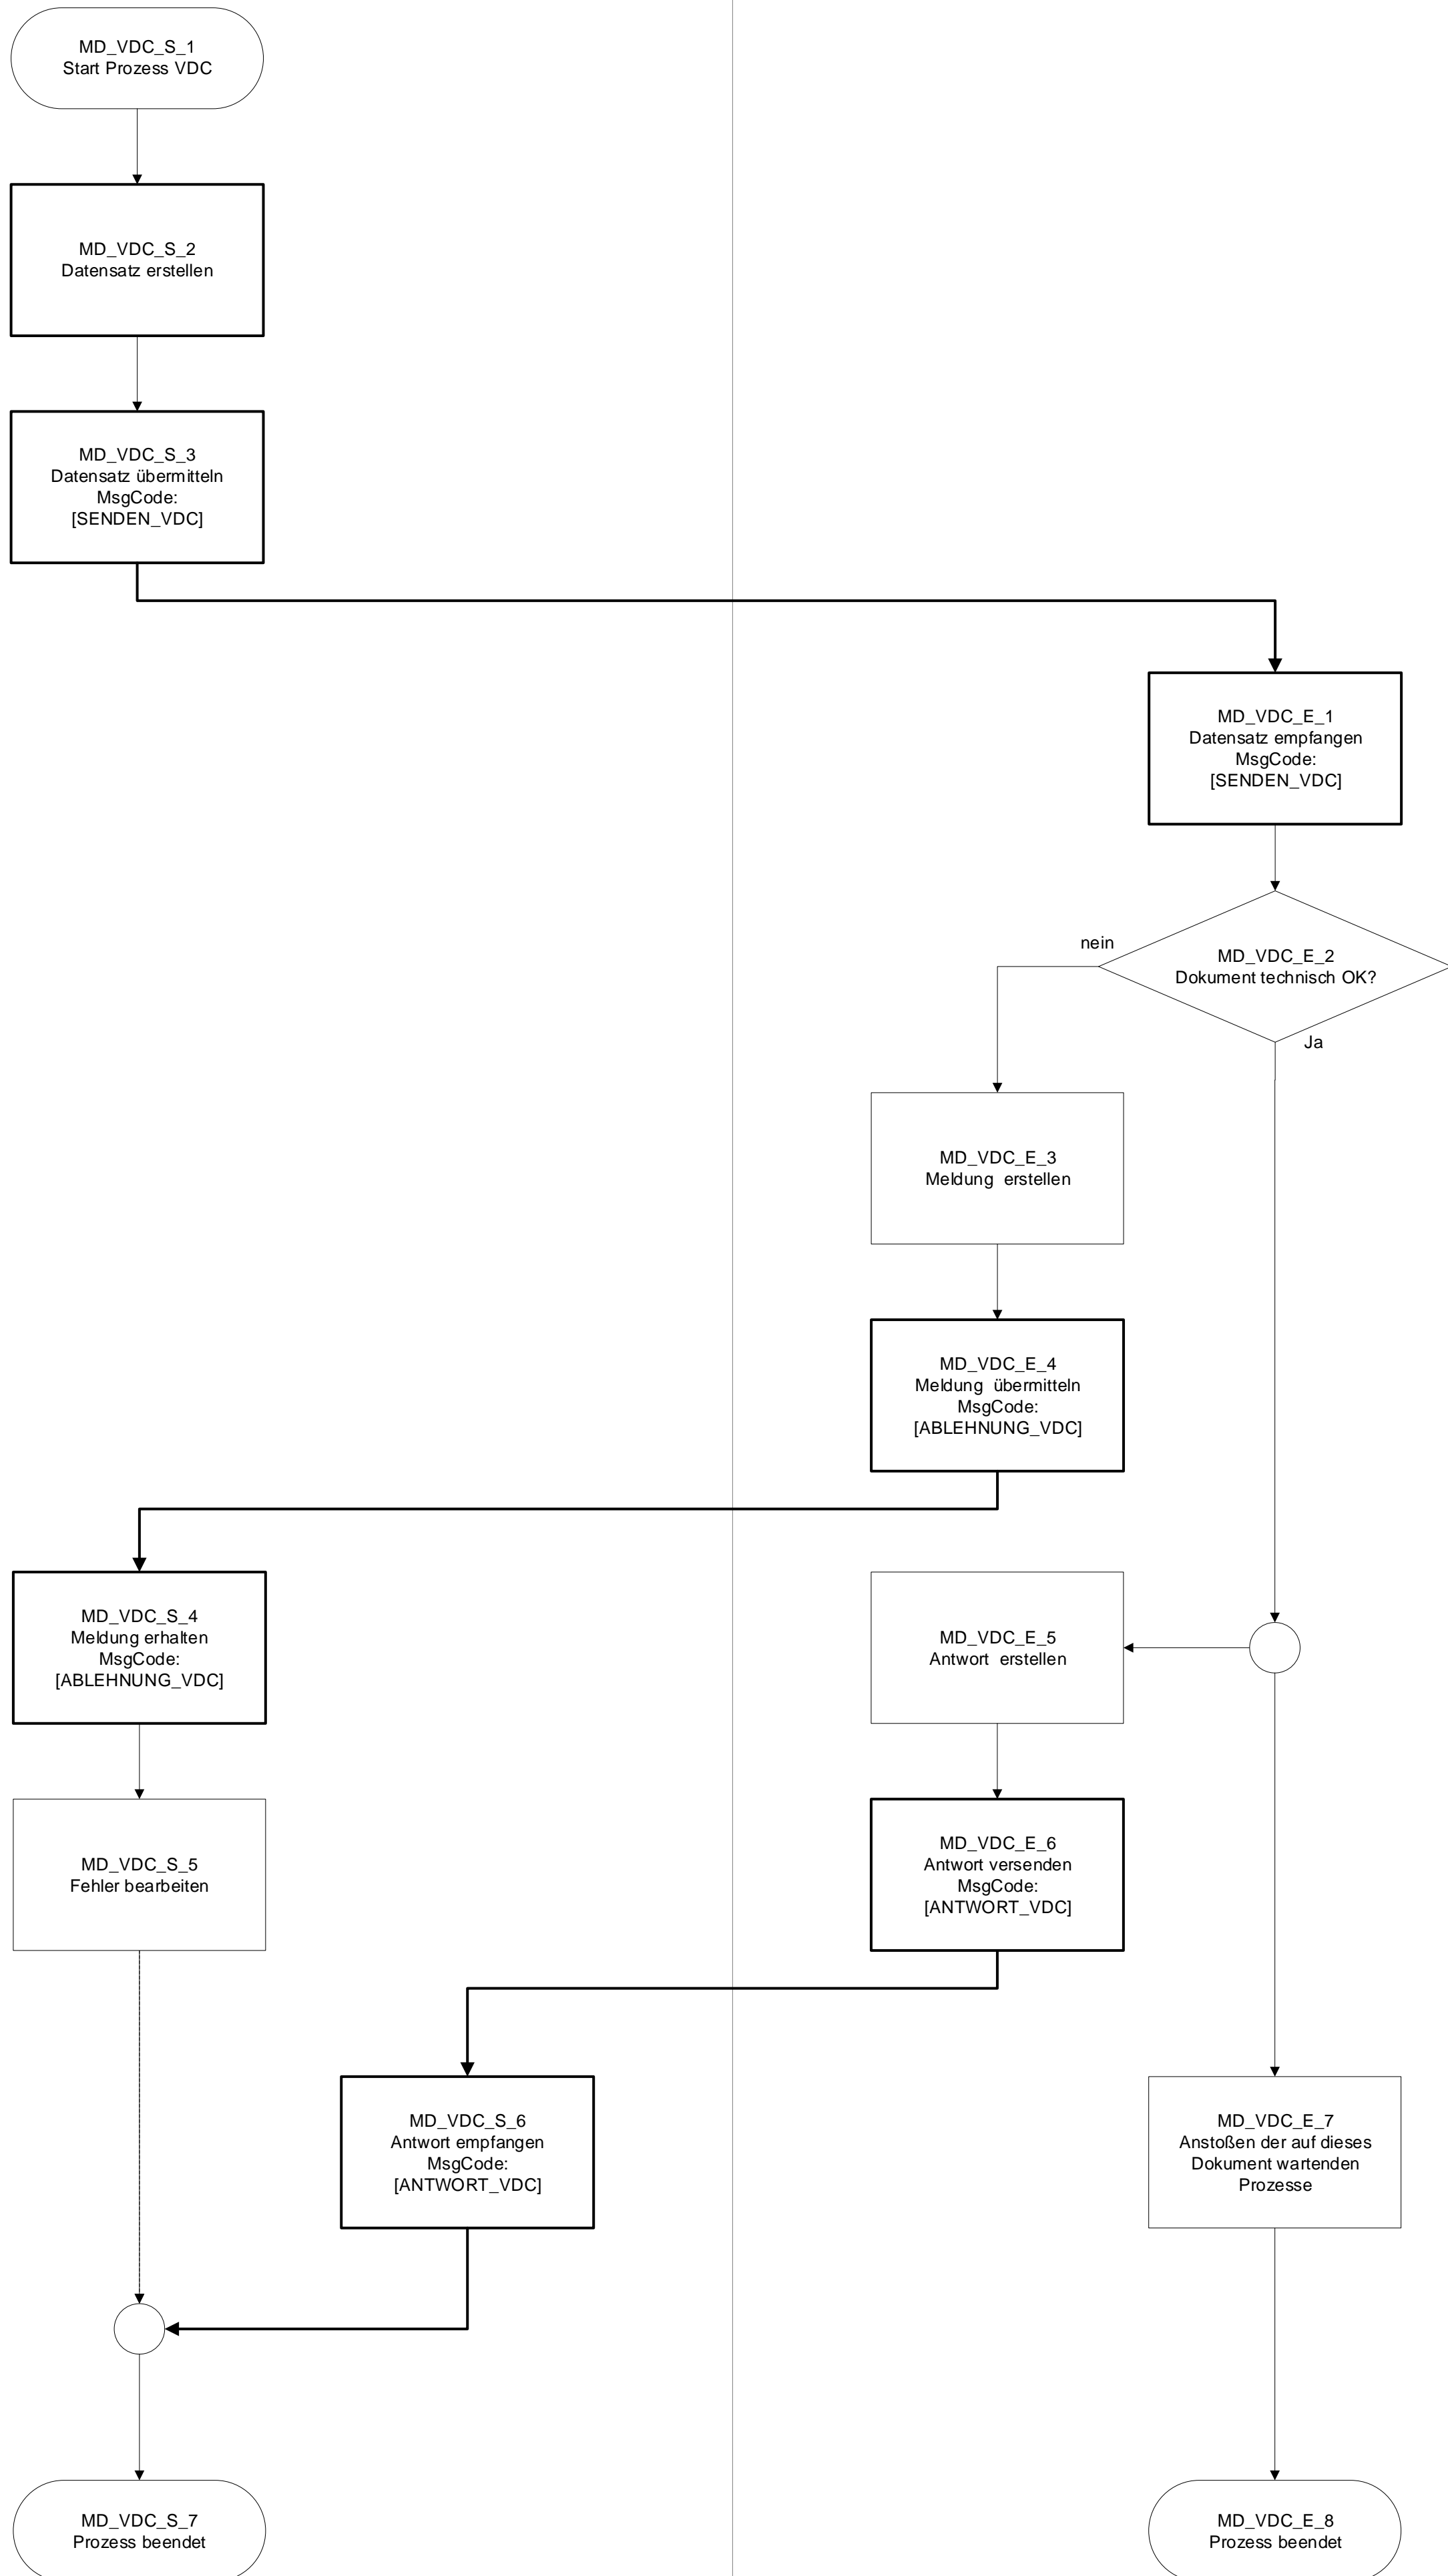 MD_VDC_S_1
Start Prozess VDC
MD_VDC_S_2
Datensatz erstellen
MD_VDC_S_3
Datensatz übermitteln
MsgCode:
[SENDEN_VDC]
MD_VDC_E_1
Datensatz empfangen
MsgCode:
[SENDEN_VDC]
nein
MD_VDC_E_2
Dokument technisch OK?
Ja
MD_VDC_E_3
Meldung erstellen
MD_VDC_E_4
Meldung übermitteln
MsgCode:
[ABLEHNUNG_VDC]
MD_VDC_S_4
Meldung erhalten
MsgCode:
[ABLEHNUNG_VDC]
MD_VDC_E_5
Antwort erstellen
MD_VDC_S_5
Fehler bearbeiten
MD_VDC_E_6
Antwort versenden
MsgCode:
[ANTWORT_VDC]
MD_VDC_S_6
Antwort empfangen
MsgCode:
[ANTWORT_VDC]
MD_VDC_E_7
Anstoßen der auf dieses
Dokument wartenden
Prozesse
MD_VDC_S_7
Prozess beendet
MD_VDC_E_8
Prozess beendet